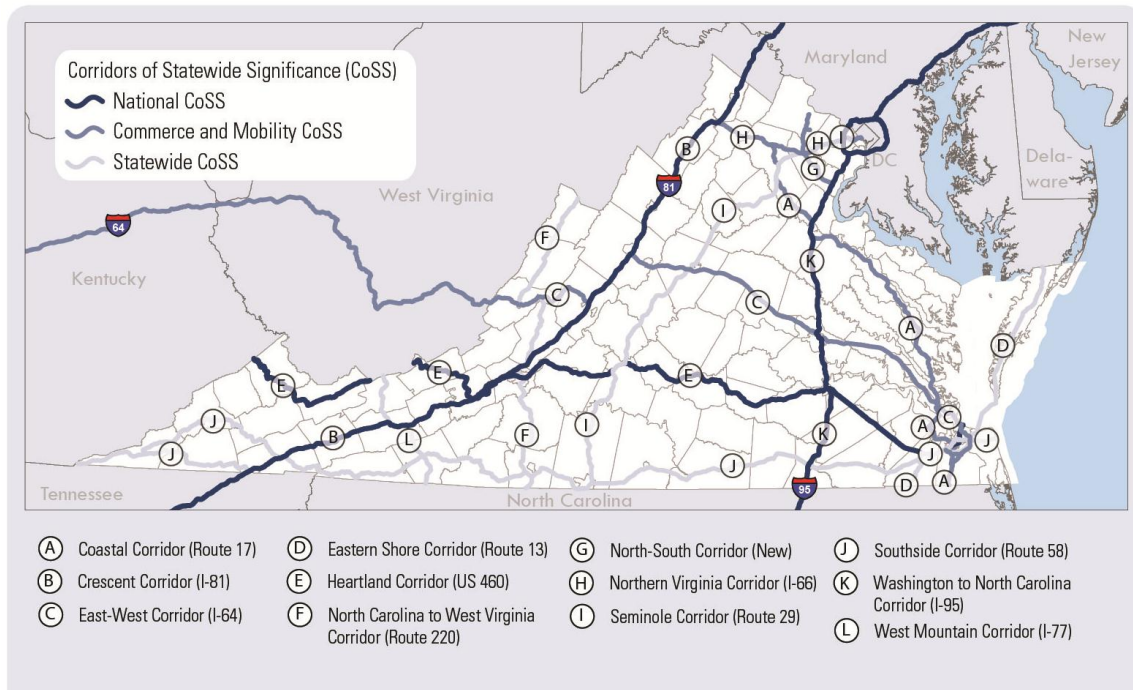 Corridors of Statewide Significance (CoSS)
National CoSS
Commerce and Mobility CoSS
Statewide CoSS
Maryland
New
Jersey
DC
Dela-
ware
West Virginia
Kentucky
Tennessee
North Carolina
64
81
95
B
H
H
I
G
I
A
F
K
C
C
A
D
E
E
E
J
B
L
F
I
K
A
C
J
J
J
J
D
A
A Coastal Corridor (Route 17)
B Crescent Corridor (I-81)
C East-West Corridor (I-64)
D Eastern Shore Corridor (Route 13)
E Heartland Corridor (US 460)
F North Carolina to West Virginia
Corridor (Route 220)
G North-South Corridor (New)
H Northern Virginia Corridor (I-66)
I Seminole Corridor (Route 29)
J Southside Corridor (Route 58)
K Washington to North Carolina
Corridor (I-95)
L West Mountain Corridor (I-77)